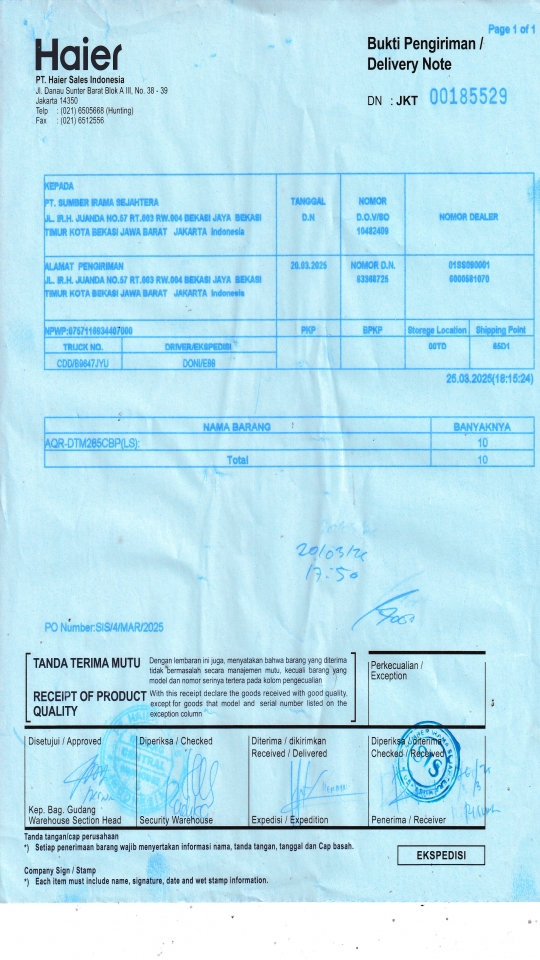 Page 1 of 1
Haier
Bukti Pengiriman /
Delivery Note
PT. Haier Sales Indonesia
Jl. Danau Sunter Barat Blok A III, No. 38 - 39
Jakarta 14350
Telp : (021) 6505668 (Hunting)
Fax : (021) 6512556
DN : JKT 00185529
KEPADA
PT. SUMBER IRAMA SEJAHTERA
JL. IR.H. JUANDA NO.57 RT.003 RW.004 BEKASI JAYA BEKASI
TIMUR KOTA BEKASI JAWA BARAT JAKARTA Indonesia
TANGGAL
D.N
NOMOR
D.O.V/SO
10482409
NOMOR DEALER
ALAMAT PENGIRIMAN
JL. IR.H. JUANDA NO.57 RT.003 RW.004 BEKASI JAYA BEKASI
TIMUR KOTA BEKASI JAWA BARAT JAKARTA Indonesia
20.03.2025
NOMOR D.N.
83368725
NPWP:
PKP
BPKP
Storege Location
Shipping Point
TRUCK NO.
DRIVER/EKSPEDISI
00TD
65D1
25.03.2025(16:15:24)
NAMA BARANG
BANYAKNYA
AQR-DTM285CBP(LS):
10
Total
10
20/03/
17:50
PO Number:SIS/4/MAR/2025
TANDA TERIMA MUTU
Dengan lembaran ini juga, menyatakan bahwa barang yang diterima
tidak bermasalah secara manajemen mutu, kecuali barang yang
model dan nomor serinya tertera pada kolom pengecualian
RECEIPT OF PRODUCT
QUALITY
With this receipt declare the goods received with good quality,
except for goods that model and serial number listed on the
exception column
Perkecualian /
Exception
Disetujui / Approved
Kep. Bag. Gudang
Warehouse Section Head
Diperiksa / Checked
Security Warehouse
Diterima / dikirimkan
Received / Delivered
Expedisi / Expedition
Diperiksa / diterima
Checked / Received
Penerima / Receiver
Tanda tangan/cap perusahaan
*) Setiap penerimaan barang wajib menyertakan informasi nama, tanda tangan, tanggal dan Cap basah.
EKSPEDISI
Company Sign / Stamp
*) Each item must include name, signature, date and wet stamp information.